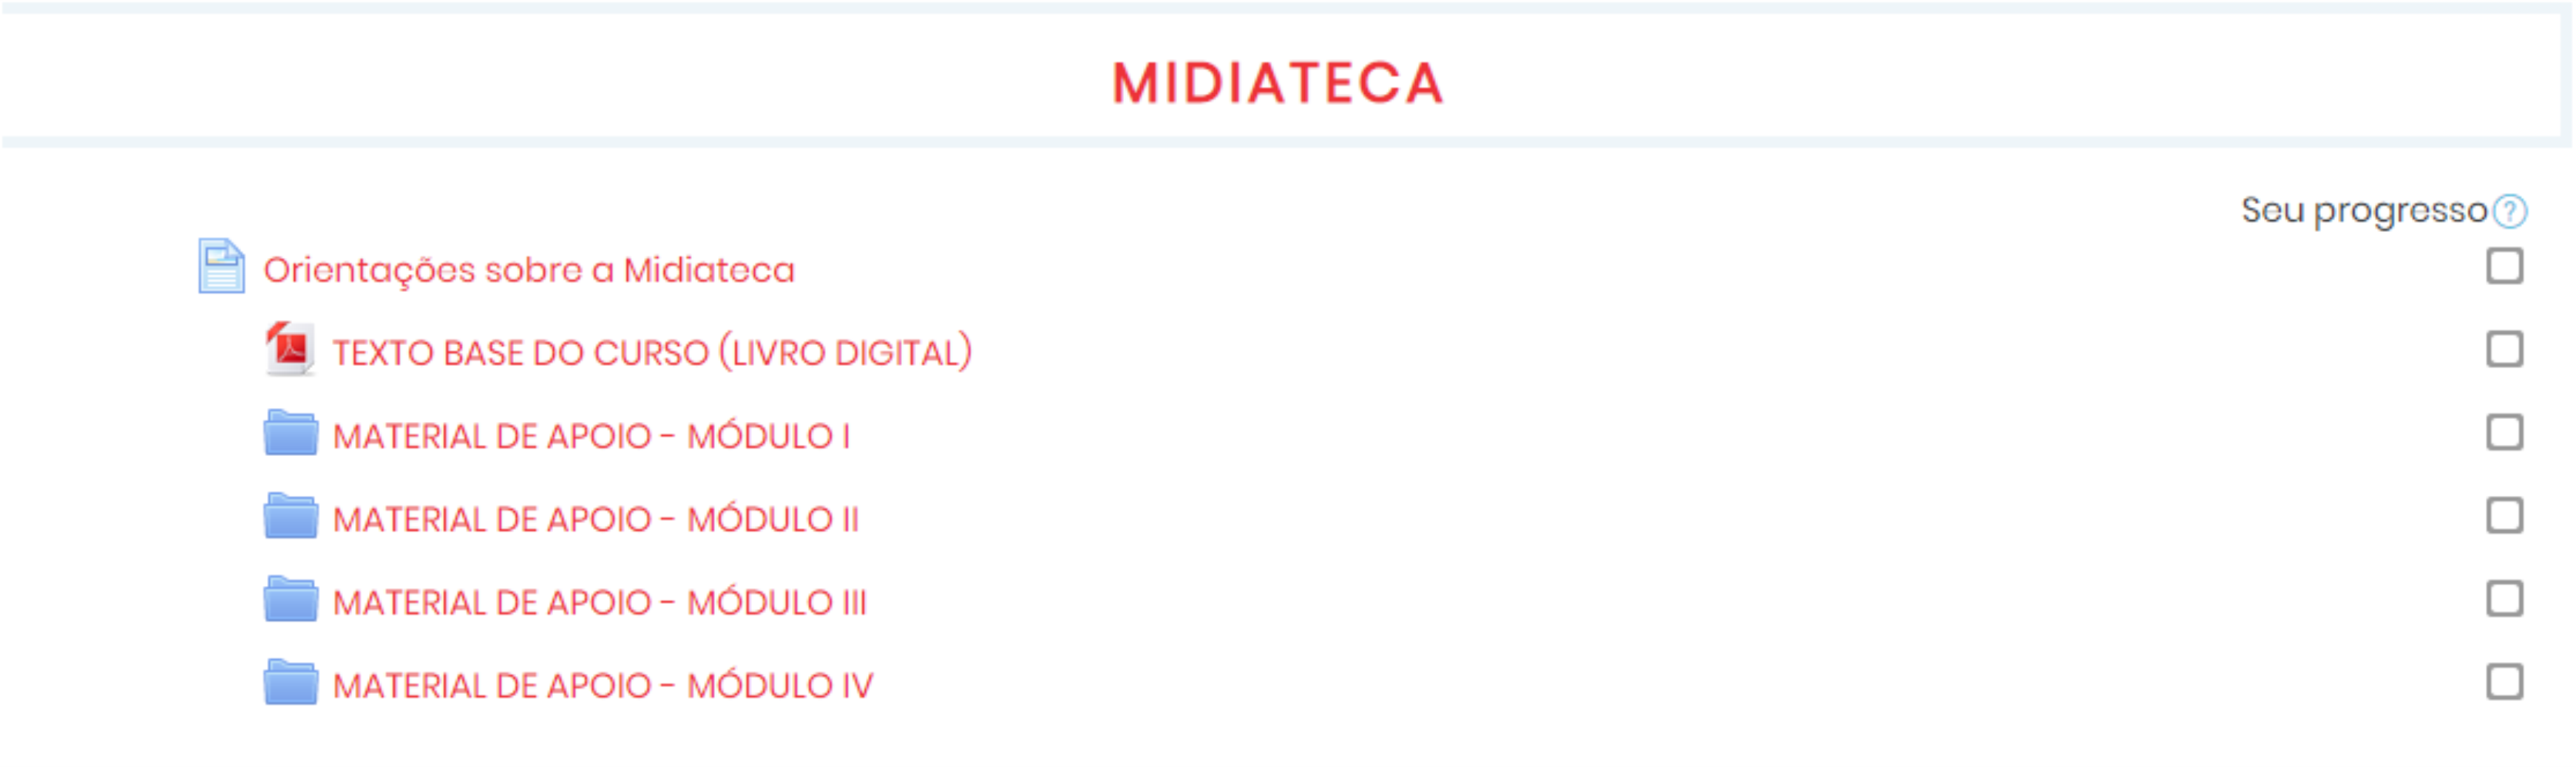 MIDIATECA
Seu progresso
Orientações sobre a Midiateca
TEXTO BASE DO CURSO (LIVRO DIGITAL)
MATERIAL DE APOIO - MÓDULO I
MATERIAL DE APOIO - MÓDULO II
MATERIAL DE APOIO - MÓDULO III
MATERIAL DE APOIO - MÓDULO IV